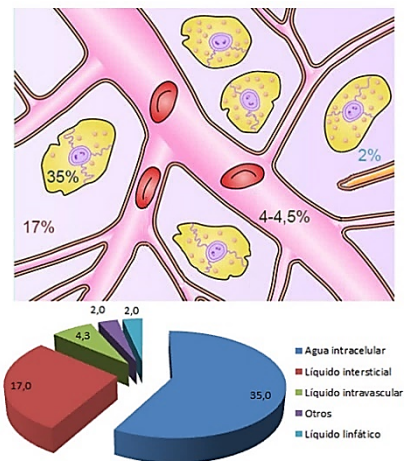 2%
35%
4-4,5%
17%
2,0
2,0
4,3
17,0
35,0
Agua intracelular
Líquido intersticial
Líquido intravascular
Otros
Líquido linfático